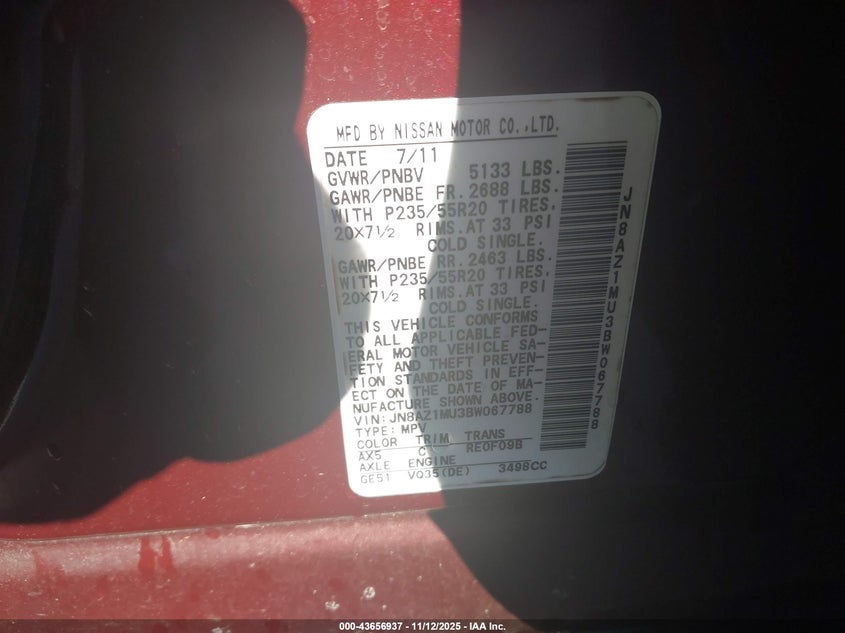 MFD BY NISSAN MOTOR CO.,LTD.
DATE 7/11
GVWR/PNBV 5133 LBS.
GAWR/PNBE FR.2688 LBS.
WITH P235/55R20 TIRES.
20X7½ RIMS.AT 33 PSI
COLD SINGLE.
GAWR/PNBE RR.2463 LBS.
WITH P235/55R20 TIRES.
20X7½ RIMS.AT 33 PSI
COLD SINGLE.
THIS VEHICLE CONFORMS
TO ALL APPLICABLE FED-
ERAL MOTOR VEHICLE SA-
FETY AND THEFT PREVEN-
TION STANDARDS IN EFF-
ECT ON THE DATE OF MA-
NUFACTURE SHOWN ABOVE.
VIN:JN8AZ1MU3BW067788
TYPE:MPV
COLOR TRIM TRANS
AX5 C RE0F09B
AXLE ENGINE
GE51 VQ35(DE) 3498CC
JN8AZ1MU3BW067788
000-43656937 - 11/12/2025 - IAA Inc.